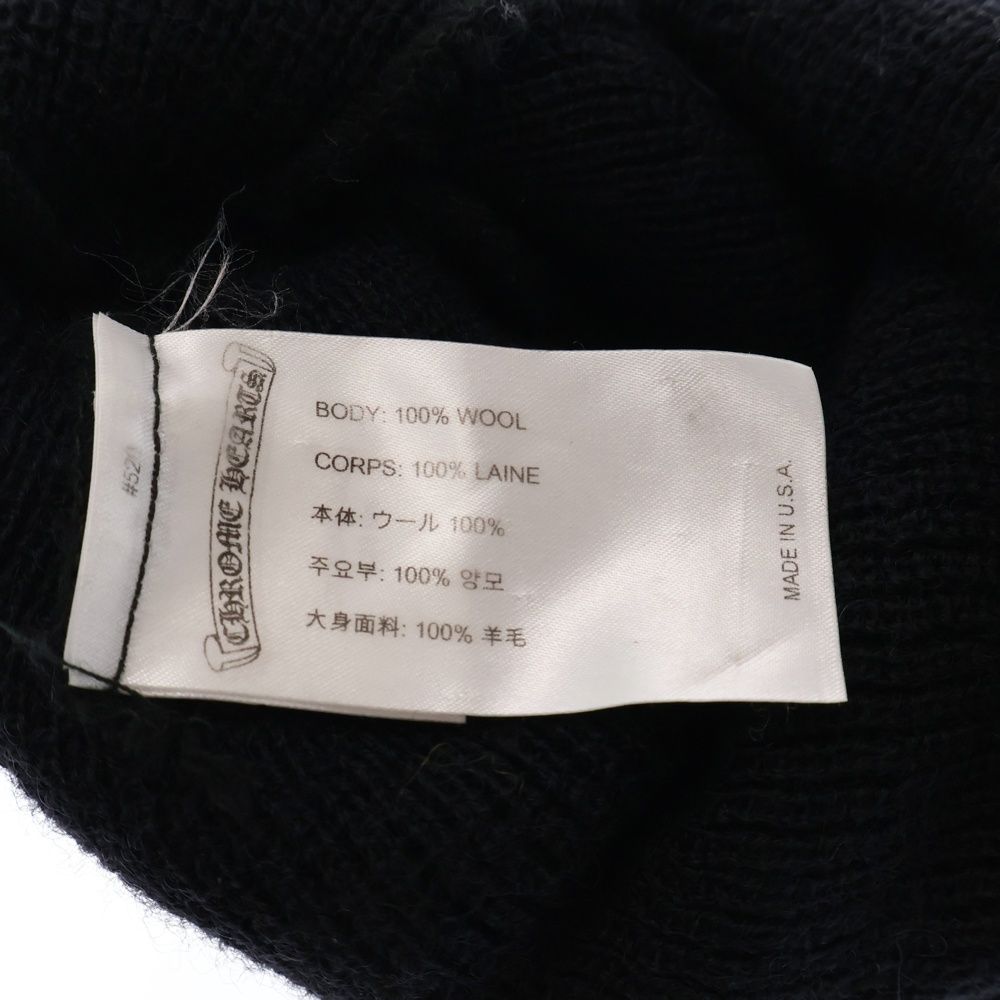 CHROME HEARTS
BODY: 100% WOOL
CORPS: 100% LAINE
本体: ウール 100%
주요부: 100% 양모
大身面料: 100% 羊毛
MADE IN U.S.A.